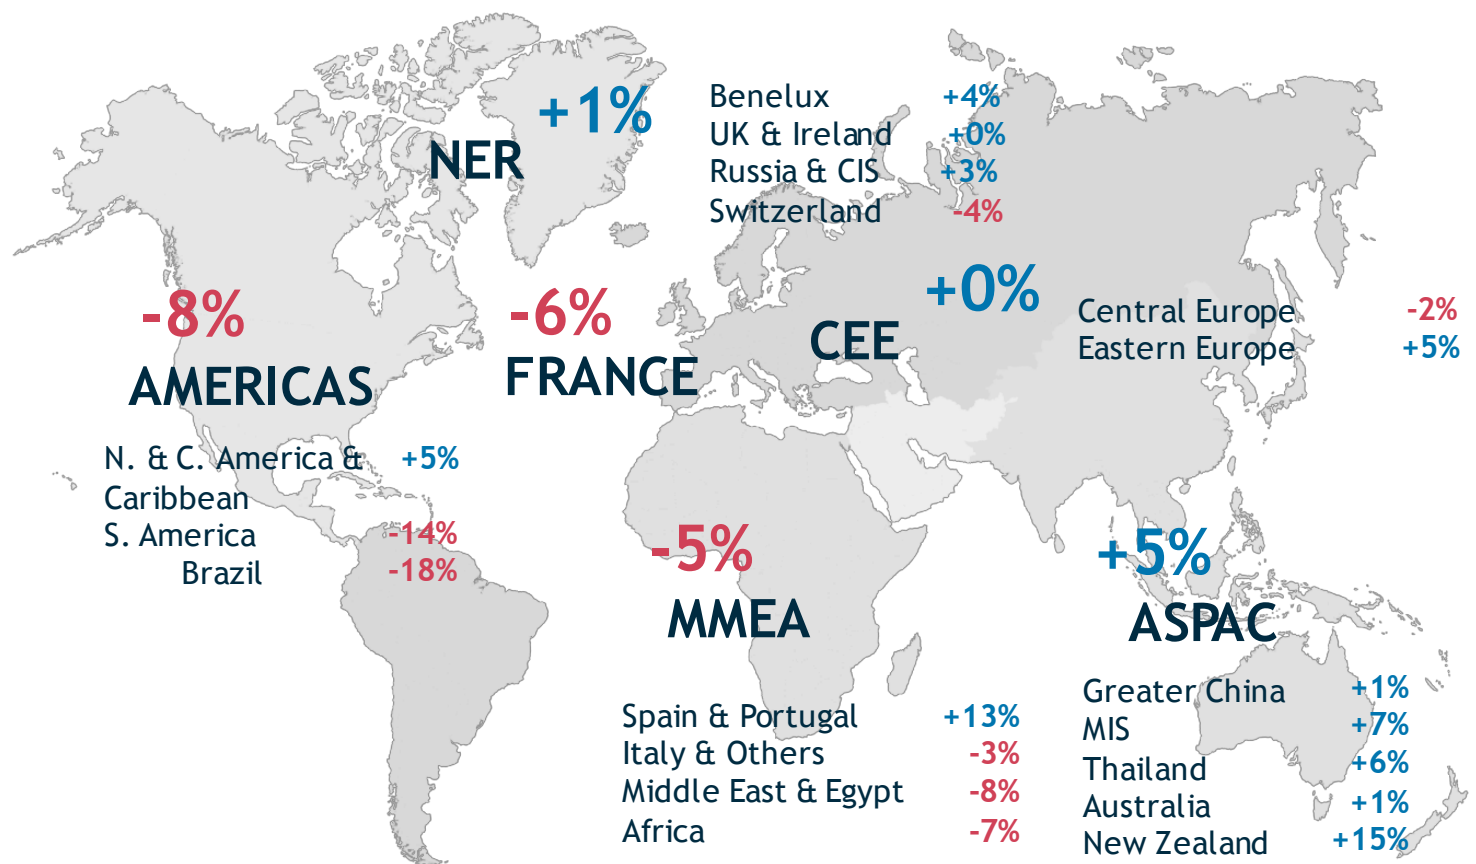 +1%
NER
Benelux +4%
UK & Ireland +0%
Russia & CIS +3%
Switzerland -4%
-8%
AMERICAS
N. & C. America & +5%
Caribbean
S. America -14%
Brazil -18%
-6%
FRANCE
+0%
CEE
Central Europe -2%
Eastern Europe +5%
-5%
MMEA
Spain & Portugal +13%
Italy & Others -3%
Middle East & Egypt -8%
Africa -7%
+5%
ASPAC
Greater China +1%
MIS +7%
Thailand +6%
Australia +1%
New Zealand +15%